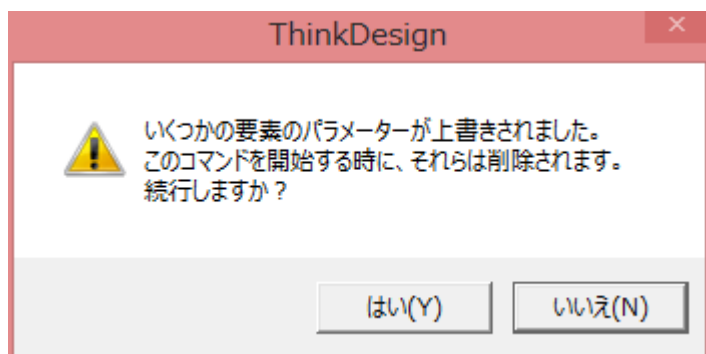 ThinkDesign
いくつかの要素のパラメーターが上書きされました。
このコマンドを開始する時に、それらは削除されます。
続行しますか？
はい(Y)
いいえ(N)